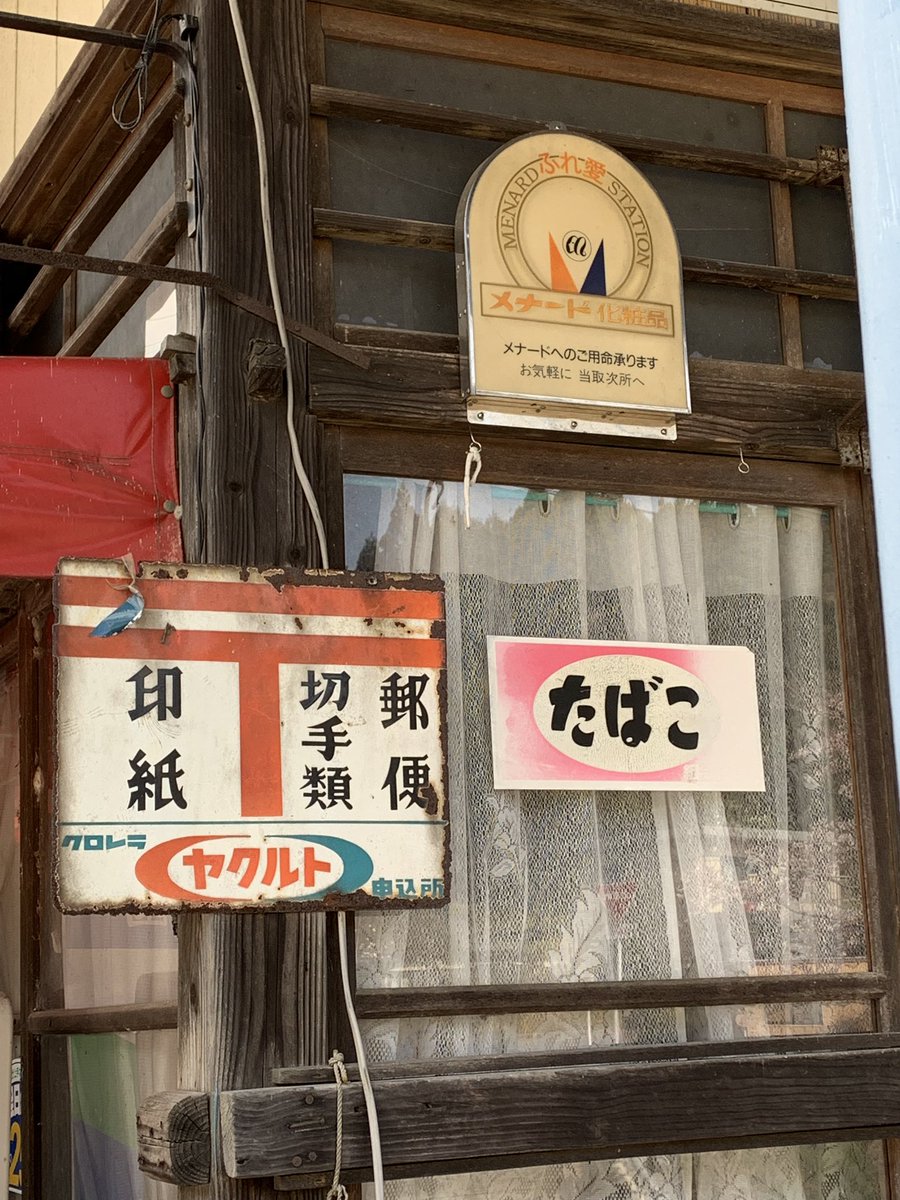 MENARD ふれ愛 STATION
メナード 化粧品
メナードへのご用命承ります
お気軽に 当取次所へ
郵便
切手類
印紙
クロレラ
ヤクルト
申込所
たばこ